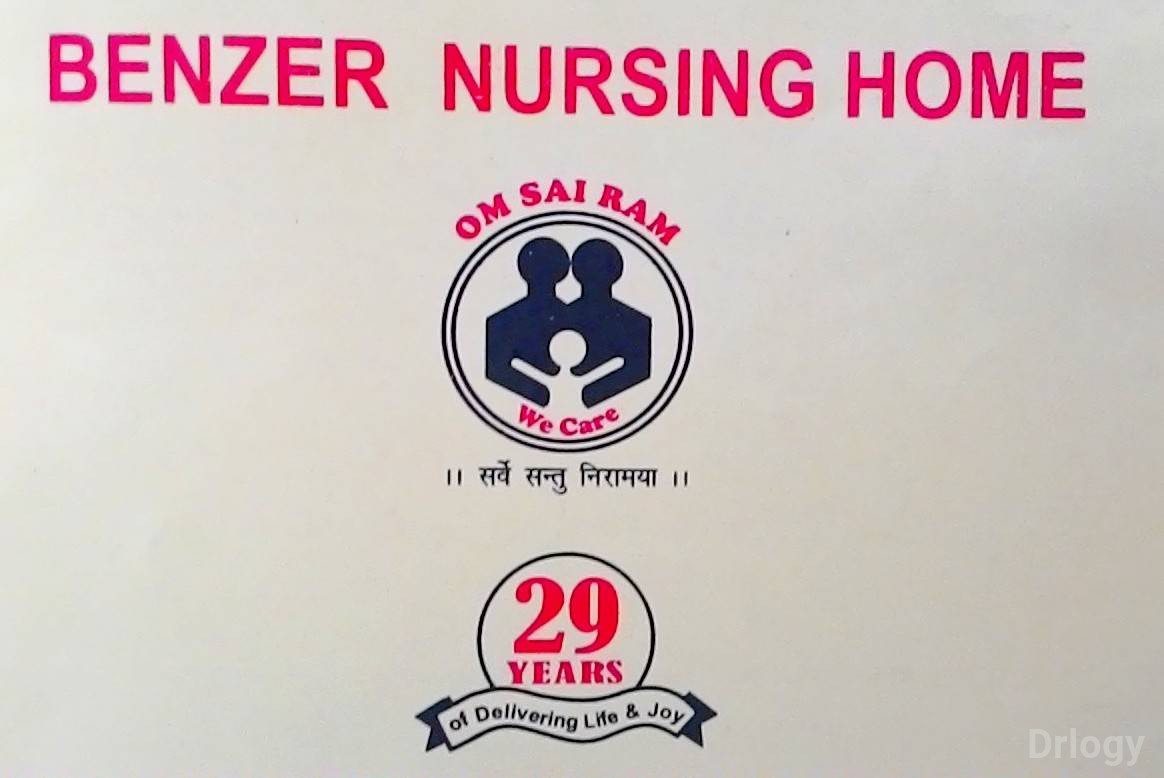 BENZER NURSING HOME
OM SAI RAM
We Care
।। सर्वे सन्तु निरामया ।।
29
YEARS
of Delivering Life & Joy
Drlogy